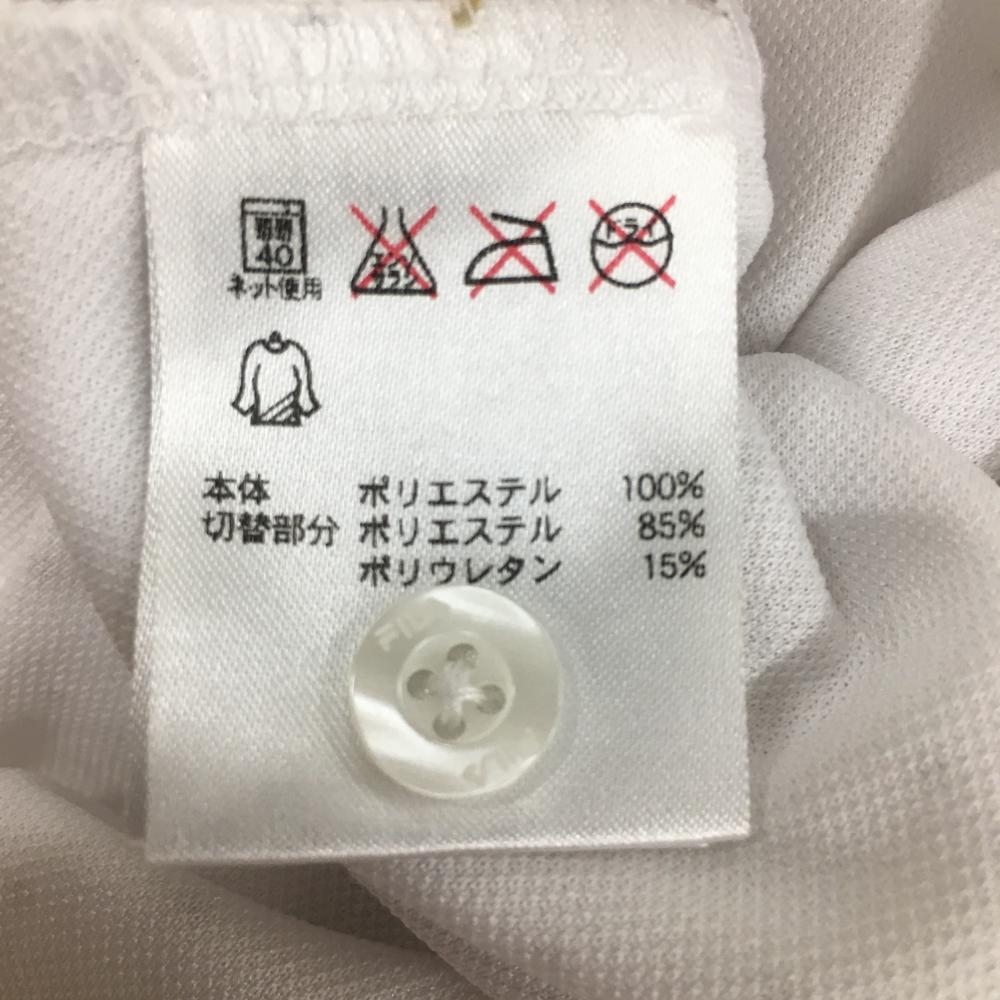 40
ネット使用
エンソ
サラシ
ドライ
本体 ポリエステル 100%
切替部分 ポリエステル 85%
ポリウレタン 15%
FILA